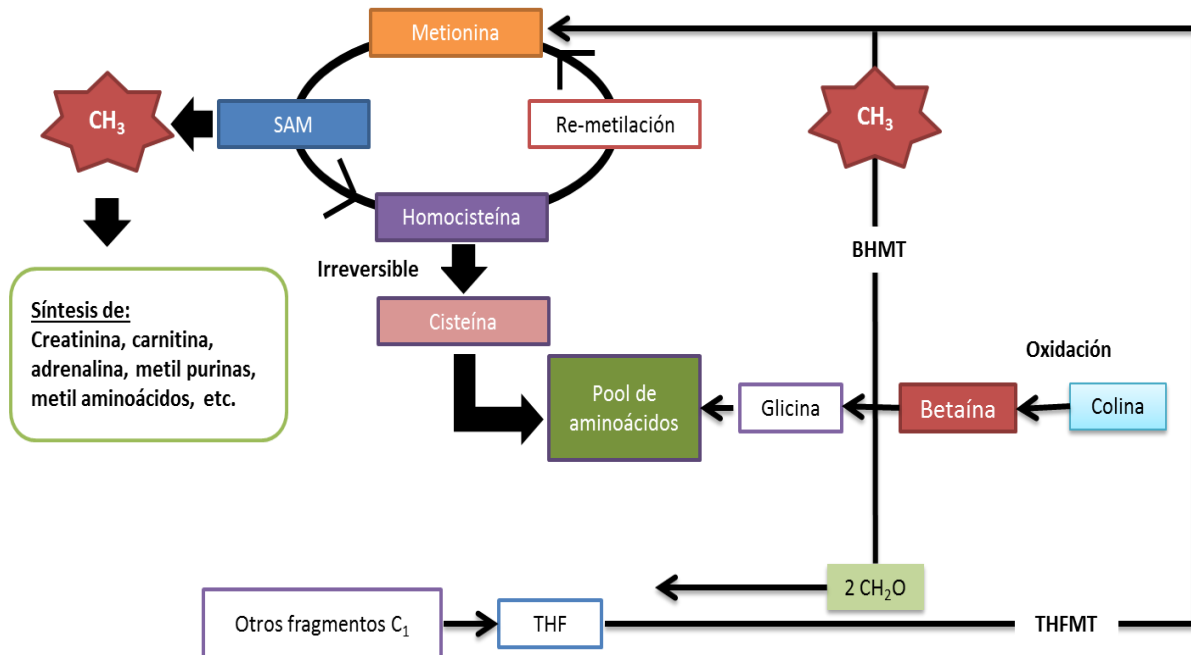 Metionina
CH3
SAM
Re-metilación
CH3
Homocisteína
BHMT
Irreversible
Síntesis de:
Creatinina, carnitina,
adrenalina, metil purinas,
metil aminoácidos, etc.
Cisteína
Oxidación
Pool de
aminoácidos
Glicina
Betaína
Colina
2 CH2O
Otros fragmentos C1
THF
THFMT